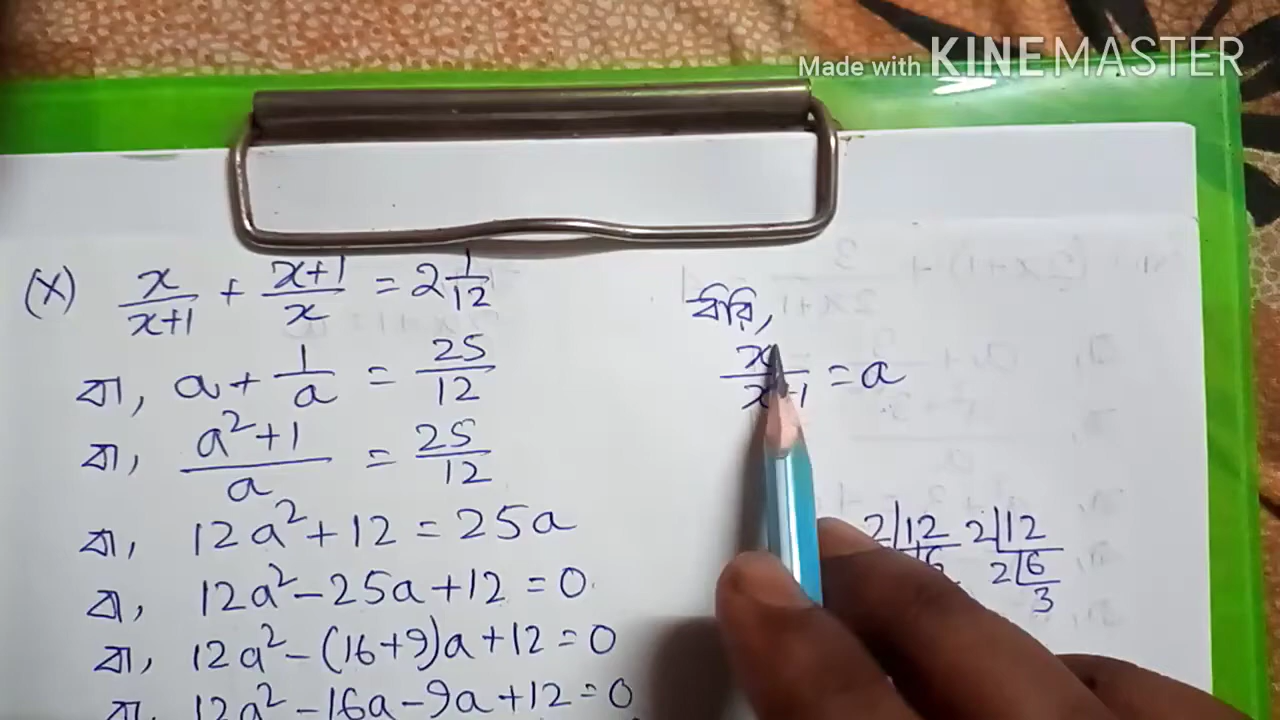 Made with KINEMASTER
(x) x/(x+1) + (x+1)/x = 2 1/12
বা, a + 1/a = 25/12
বা, (a²+1)/a = 25/12
বা, 12a²+12 = 25a
বা, 12a²-25a+12=0
বা, 12a²-(16+9)a+12=0
বা, 12a²-16a-9a+12=0
ধরি,
x/(x+1) = a
2|12 2|12
6 2|6
3